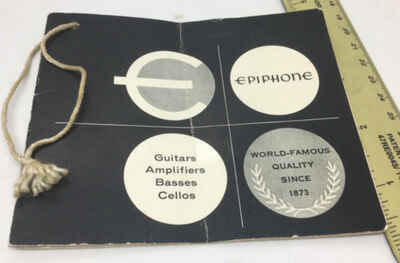 EPIPHONE
Guitars
Amplifiers
Basses
Cellos
WORLD-FAMOUS
QUALITY
SINCE
1873